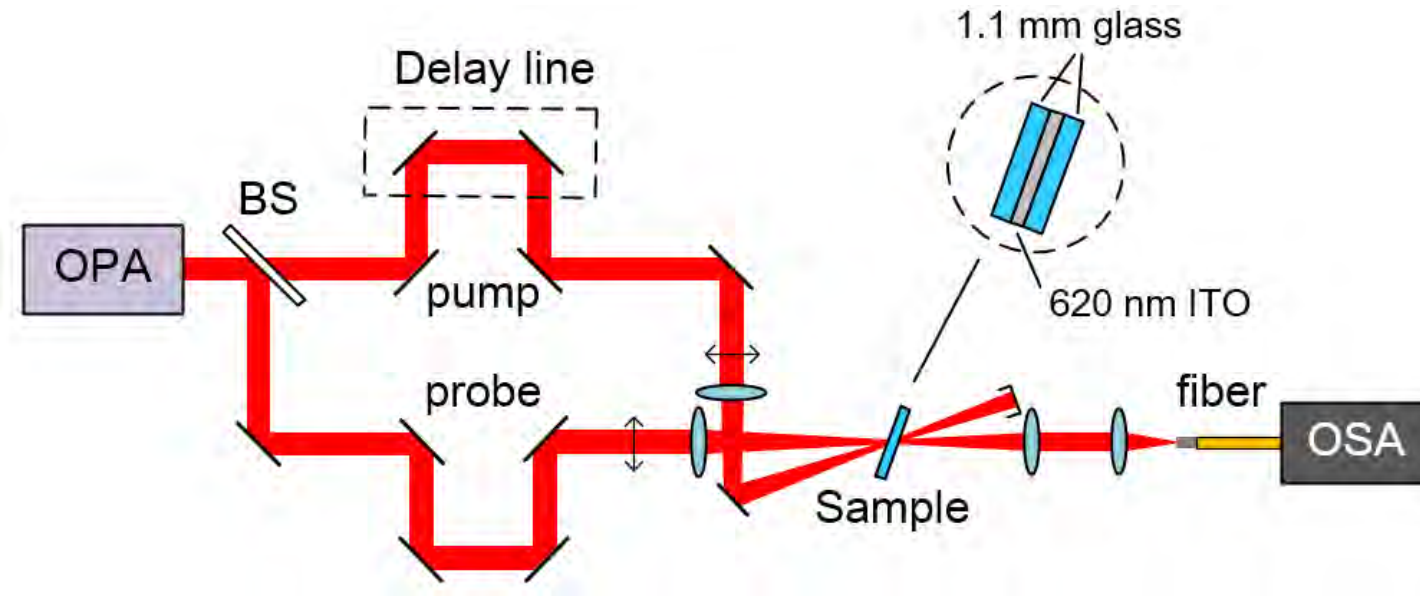 1.1 mm glass
Delay line
BS
OPA
pump
620 nm ITO
probe
fiber
OSA
Sample